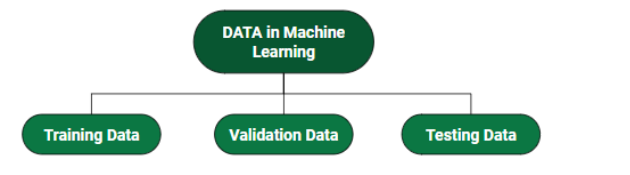 DATA in Machine
Learning
Training Data
Validation Data
Testing Data